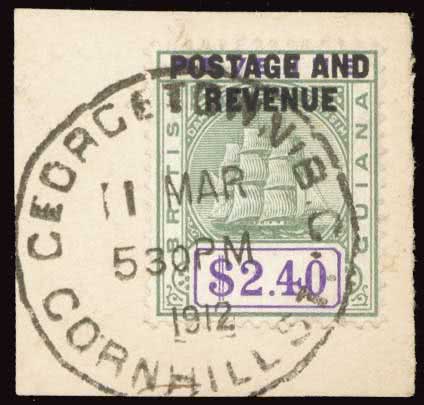 POSTAGE AND
REVENUE
BRITISH
GUIANA
$2.40
GEORGETOWN, B.G.
11 MAR
530PM
1912
CORNHILL ST.